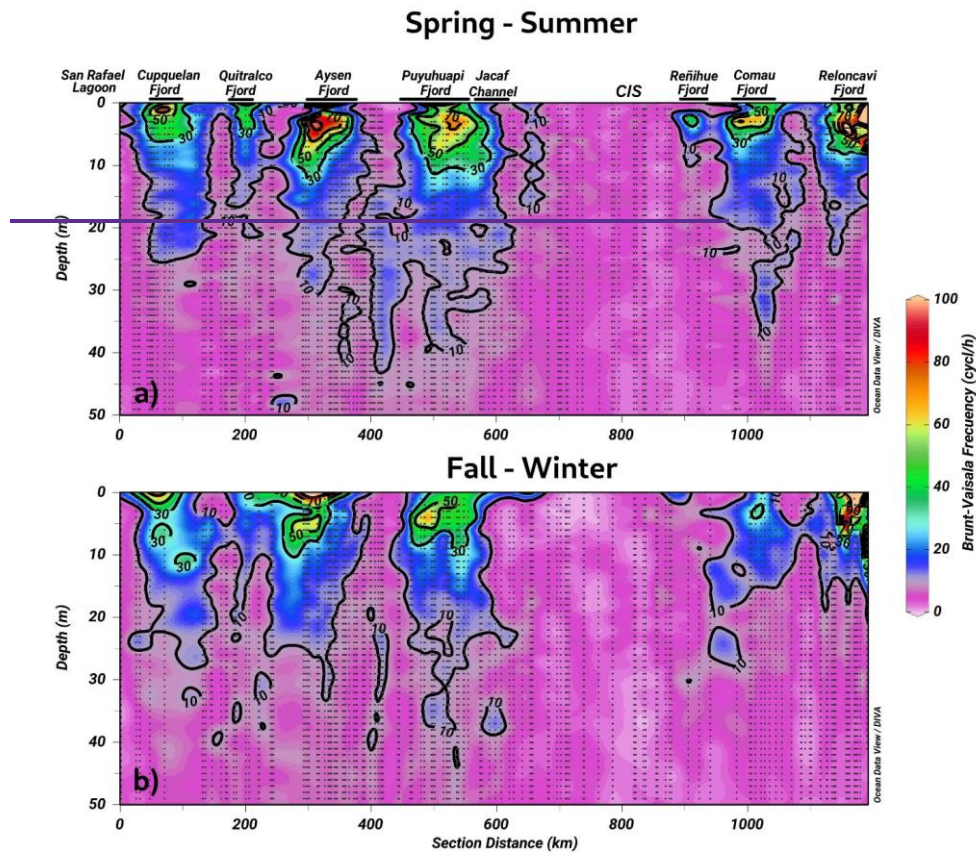 Spring - Summer
San Rafael Lagoon
Cupquelan Fjord
Quitralco Fjord
Aysen Fjord
Puyuhuapi Fjord
Jacaf Channel
CIS
Reñihue Fjord
Comau Fjord
Reloncavi Fjord
0
10
20
30
40
50
Depth (m)
a)
0 200 400 600 800 1000
Ocean Data View / DIVA
Fall - Winter
0
10
20
30
40
50
Depth (m)
b)
0 200 400 600 800 1000
Section Distance (km)
Ocean Data View / DIVA
100
80
60
40
20
0
Brunt-Vaisala Frecuency (cycl/h)